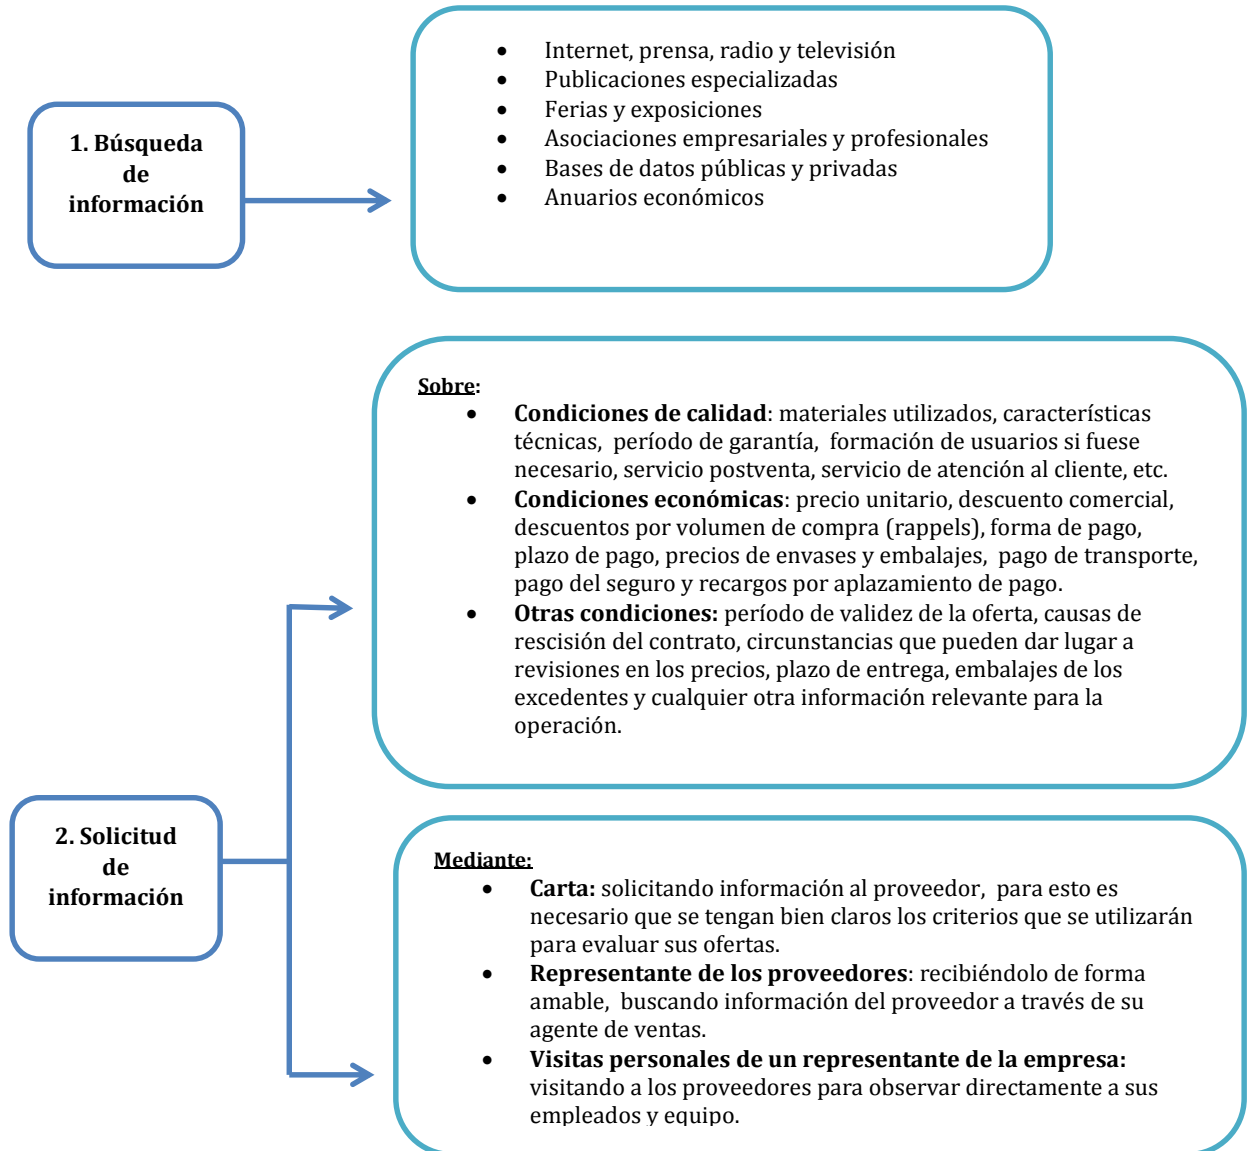 1. Búsqueda
de
información
• Internet, prensa, radio y televisión
• Publicaciones especializadas
• Ferias y exposiciones
• Asociaciones empresariales y profesionales
• Bases de datos públicas y privadas
• Anuarios económicos
2. Solicitud
de
información
Sobre:
• Condiciones de calidad: materiales utilizados, características
técnicas, período de garantía, formación de usuarios si fuese
necesario, servicio postventa, servicio de atención al cliente, etc.
• Condiciones económicas: precio unitario, descuento comercial,
descuentos por volumen de compra (rappels), forma de pago,
plazo de pago, precios de envases y embalajes, pago de transporte,
pago del seguro y recargos por aplazamiento de pago.
• Otras condiciones: período de validez de la oferta, causas de
rescisión del contrato, circunstancias que pueden dar lugar a
revisiones en los precios, plazo de entrega, embalajes de los
excedentes y cualquier otra información relevante para la
operación.
Mediante:
• Carta: solicitando información al proveedor, para esto es
necesario que se tengan bien claros los criterios que se utilizarán
para evaluar sus ofertas.
• Representante de los proveedores: recibiéndolo de forma
amable, buscando información del proveedor a través de su
agente de ventas.
• Visitas personales de un representante de la empresa:
visitando a los proveedores para observar directamente a sus
empleados y equipo.